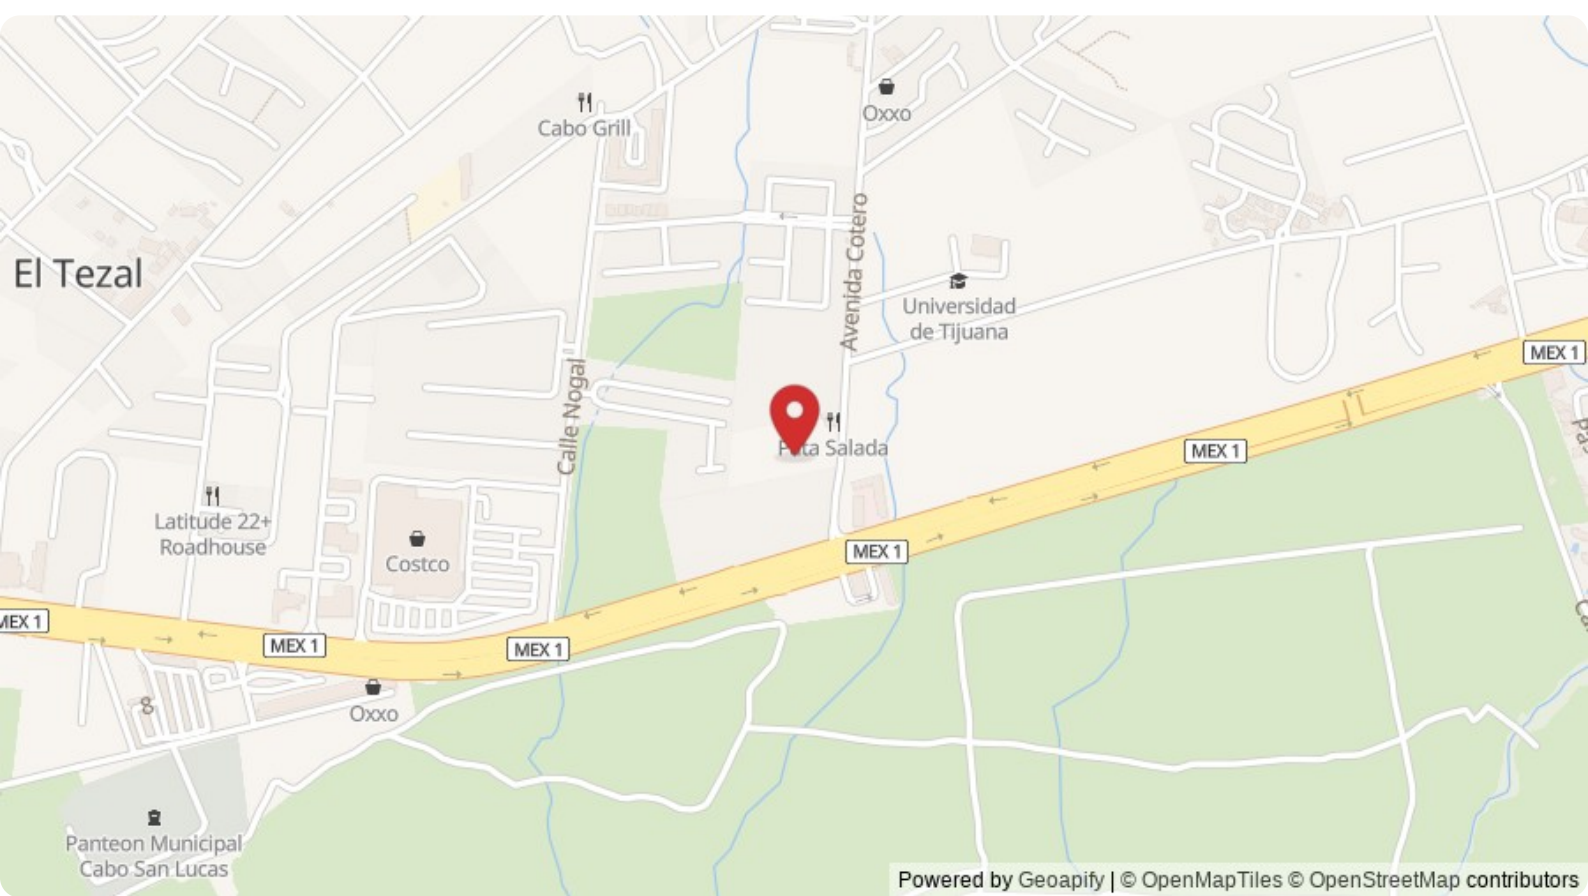 Oxxo
Cabo Grill
Avenida Cotero
El Tezal
Universidad
de Tijuana
MEX 1
Calle Nogal
Salada
MEX 1
Latitude 22+
Roadhouse
Costco
MEX 1
MEX 1
MEX 1
MEX 1
8
Oxxo
Panteon Municipal
Cabo San Lucas
Powered by Geoapify | © OpenMapTiles © OpenStreetMap contributors